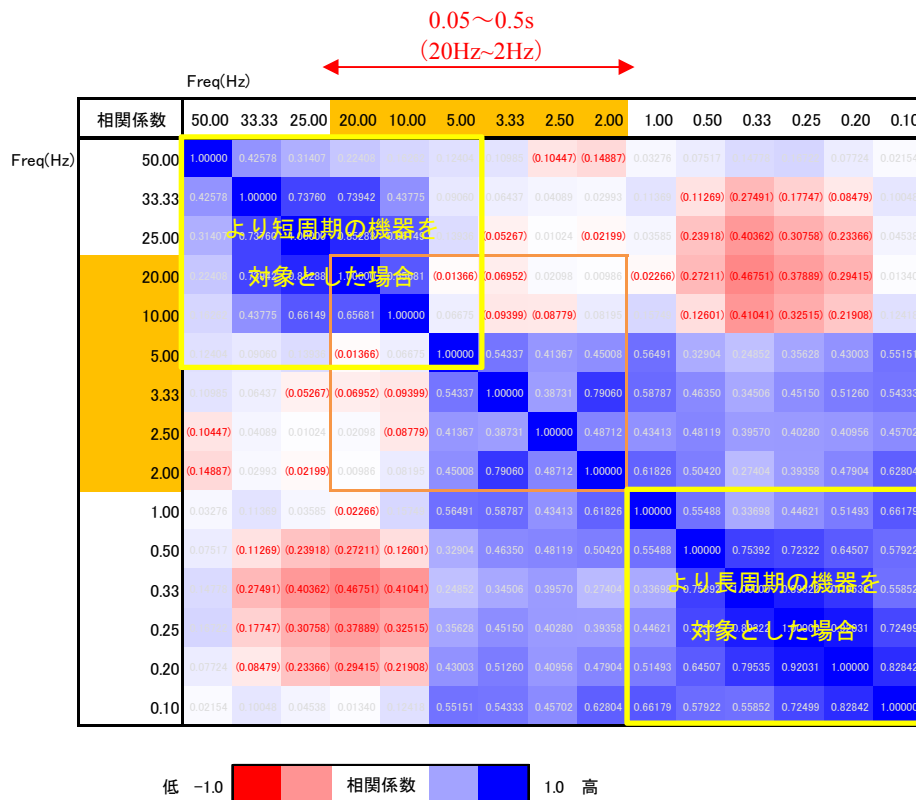 0.05～0.5s
(20Hz~2Hz)
Freq(Hz)
相関係数 50.00 33.33 25.00 20.00 10.00 5.00 3.33 2.50 2.00 1.00 0.50 0.33 0.25 0.20 0.10
Freq(Hz)
50.00 1.00000 0.42578 0.31407 0.22408 (0.10447) (0.14887) 0.03276 0.07517 0.07724 0.02154
33.33 0.42578 1.00000 0.73760 0.73942 0.43775 0.09060 0.06437 0.04089 0.02993 (0.11269) (0.27491) (0.17747) (0.08479) 0.10048
25.00 0.31407 0.73760 (0.05267) 0.01024 (0.02199) 0.03585 (0.23918) (0.40362) (0.30758) (0.23366) 0.04538
より短周期の機器を
20.00 0.22408 (0.01366) (0.06952) 0.02098 0.00986 (0.02266) (0.27211) (0.46751) (0.37889) (0.29415) 0.01340
対象とした場合
10.00 0.43775 0.66149 0.65681 1.00000 0.06675 (0.09399) (0.08779) 0.08195 (0.12601) (0.41041) (0.32515) (0.21908)
5.00 0.09060 (0.01366) 0.06675 1.00000 0.54337 0.41367 0.45008 0.56491 0.32904 0.24852 0.35628 0.43003 0.55151
3.33 0.06437 (0.05267) (0.06952) (0.09399) 0.54337 1.00000 0.38731 0.79060 0.58787 0.46350 0.34506 0.45150 0.51260 0.54333
2.50 (0.10447) 0.04089 0.01024 0.02098 (0.08779) 0.41367 0.38731 1.00000 0.48712 0.43413 0.48119 0.39570 0.40280 0.40956 0.45702
2.00 (0.14887) 0.02993 (0.02199) 0.00986 0.08195 0.45008 0.79060 0.48712 1.00000 0.61826 0.50420 0.27404 0.39358 0.47904 0.62804
1.00 0.03276 0.03585 (0.02266) 0.56491 0.58787 0.43413 0.61826 1.00000 0.55488 0.33698 0.44621 0.51493 0.66179
0.50 0.07517 (0.11269) (0.23918) (0.27211) (0.12601) 0.32904 0.46350 0.48119 0.50420 0.55488 1.00000 0.75392 0.72322 0.64507 0.57922
0.33 (0.27491) (0.40362) (0.46751) (0.41041) 0.24852 0.34506 0.39570 0.27404 0.33698 0.55852
より長周期の機器を
0.25 (0.17747) (0.30758) (0.37889) (0.32515) 0.35628 0.45150 0.40280 0.39358 0.44621 0.72499
対象とした場合
0.20 0.07724 (0.08479) (0.23366) (0.29415) (0.21908) 0.43003 0.51260 0.40956 0.47904 0.51493 0.64507 0.79535 0.92031 1.00000 0.82842
0.10 0.02154 0.10048 0.04538 0.01340 0.55151 0.54333 0.45702 0.62804 0.66179 0.57922 0.55852 0.72499 0.82842 1.00000
低 -1.0 相関係数 1.0 高